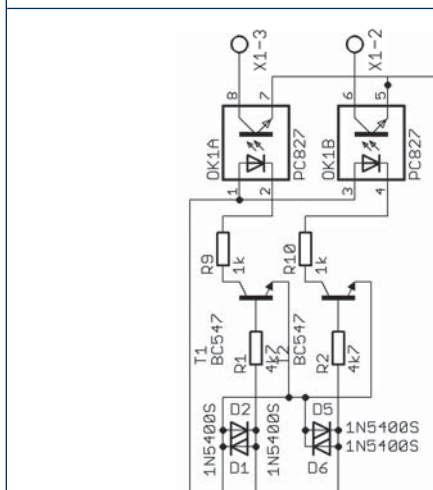 X1-3
X1-2
8
7
6
5
OK1A
PC827
OK1B
PC827
1
2
3
4
R9
1k
R10
1k
T1
BC547
R1
4k7
T2
BC547
R2
4k7
D2
D5
1N5400S
1N5400S
1N5400S
1N5400S
D1
D6